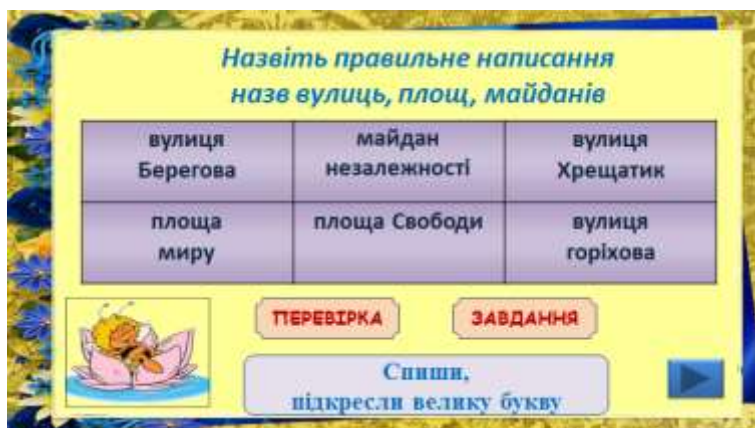 Назвіть правильне написання
назв вулиць, площ, майданів
вулиця
Берегова
майдан
незалежності
вулиця
Хрещатик
площа
миру
площа Свободи
вулиця
горіхова
ПЕРЕВІРКА
ЗАВДАННЯ
Спиши,
підкресли велику букву